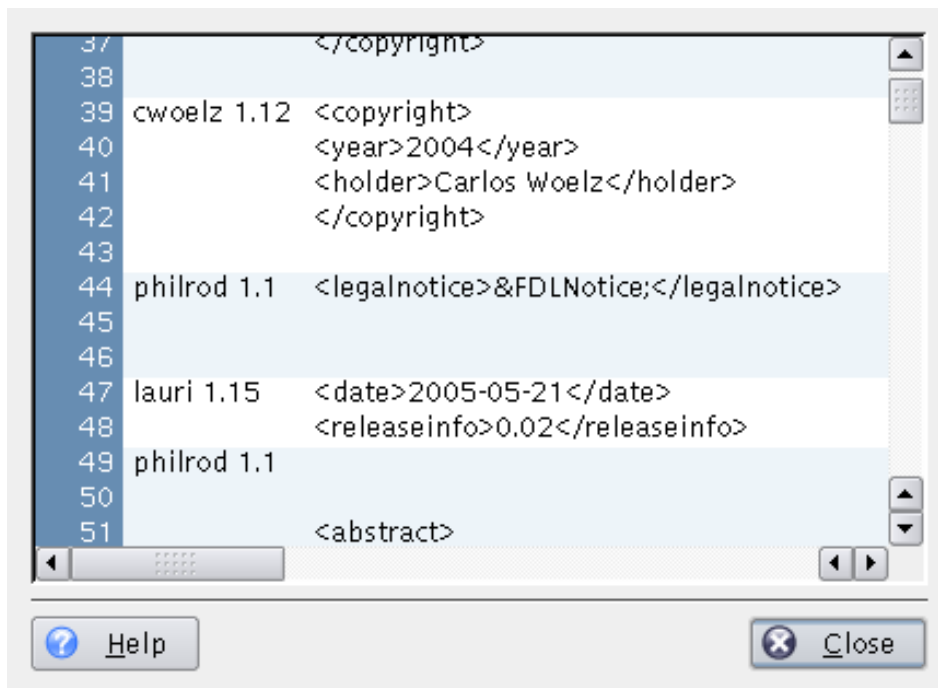 37 </copyright>
38
39 cwoelz 1.12 <copyright>
40 <year>2004</year>
41 <holder>Carlos Woelz</holder>
42 </copyright>
43
44 philrod 1.1 <legalnotice>&FDLNotice;</legalnotice>
45
46
47 lauri 1.15 <date>2005-05-21</date>
48 <releaseinfo>0.02</releaseinfo>
49 philrod 1.1
50
51 <abstract>
Help Close